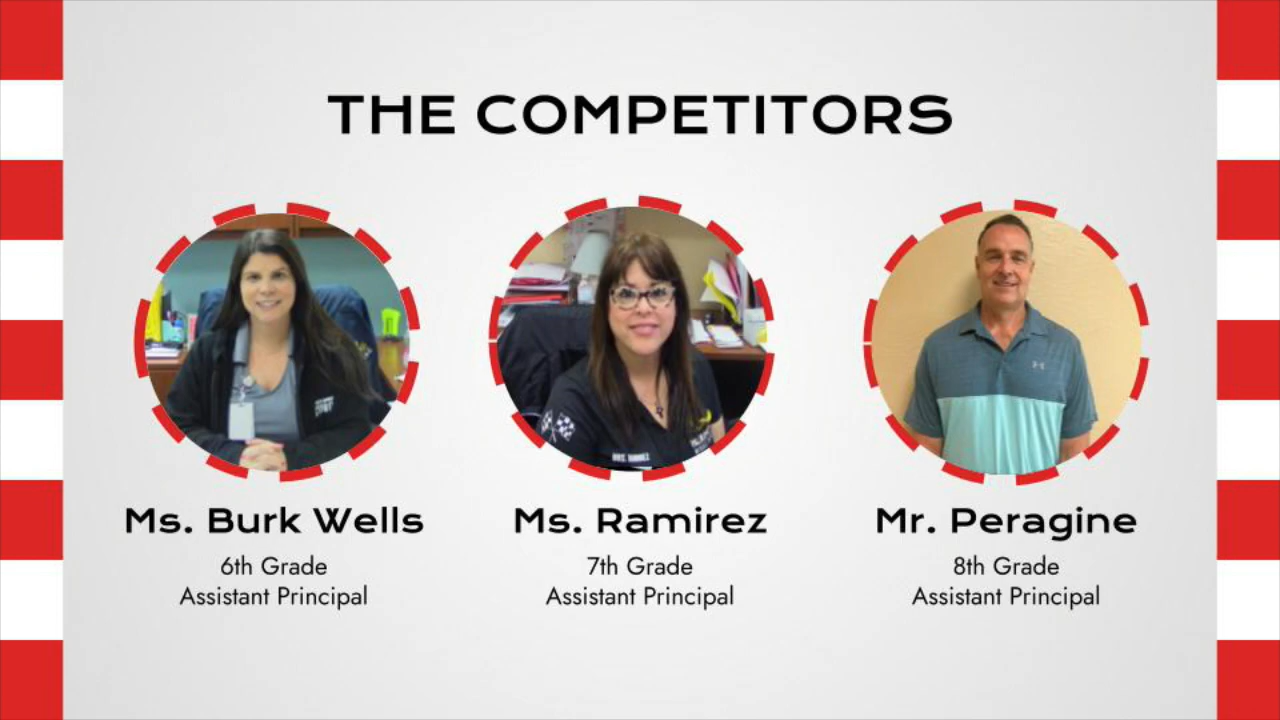 THE COMPETITORS
Ms. Burk Wells
6th Grade
Assistant Principal
Ms. Ramirez
7th Grade
Assistant Principal
Mr. Peragine
8th Grade
Assistant Principal